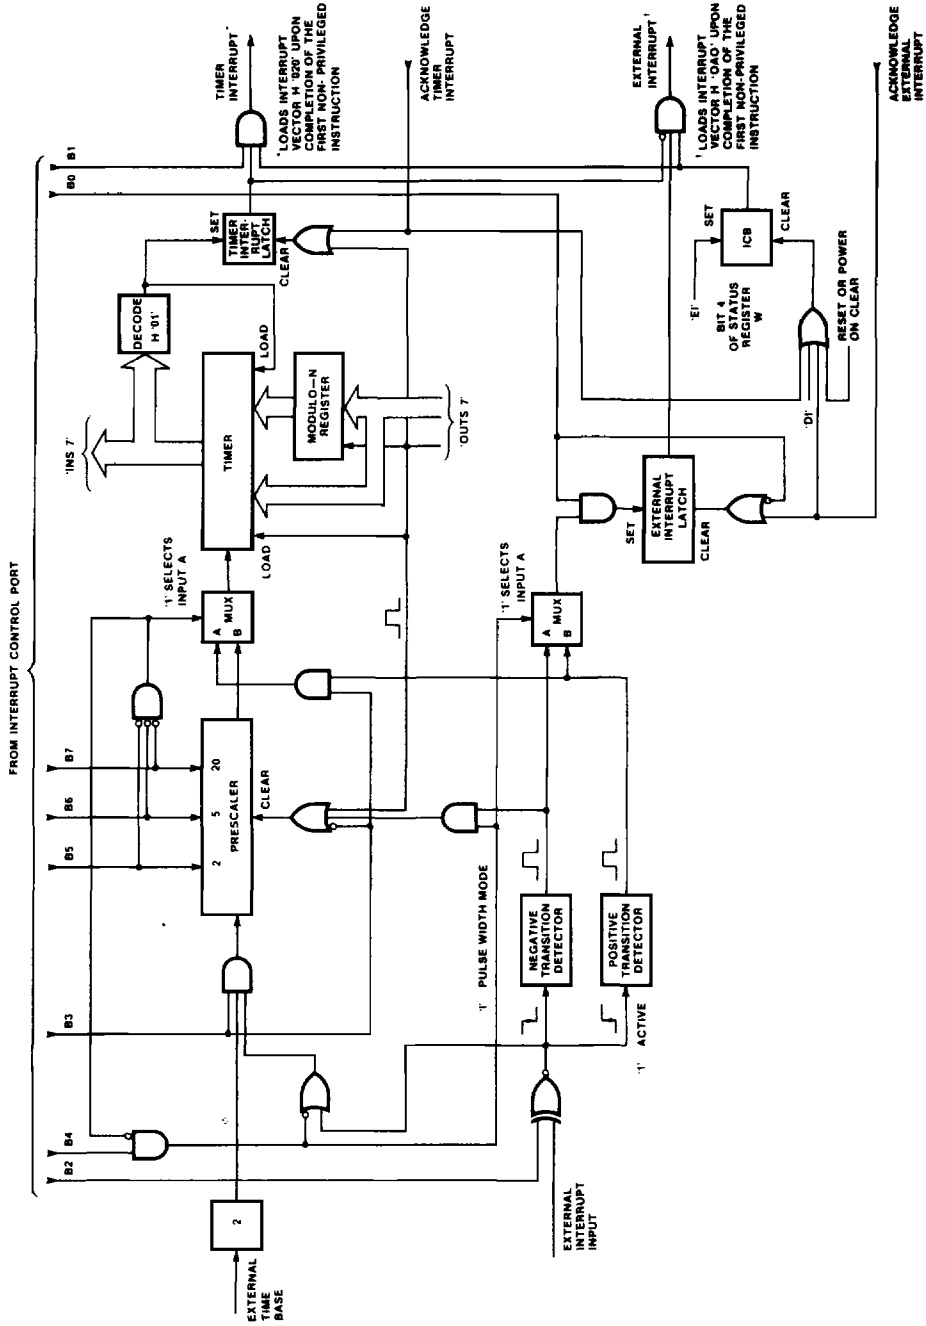 FROM INTERRUPT CONTROL PORT
B2
B4
B3
B5
B6
B7
B0
B1
EXTERNAL
TIME
BASE
2
2
5
20
PRESCALER
CLEAR
'1' SELECTS
INPUT A
A
B
MUX
'INS 7'
TIMER
LOAD
LOAD
DECODE
H '01'
MODULO-N
REGISTER
'OUTS 7'
SET
TIMER
INTER-
RUPT
LATCH
CLEAR
TIMER
INTERRUPT*
*LOADS INTERRUPT
VECTOR H '020' UPON
COMPLETION OF THE
FIRST NON- PRIVILEGED
INSTRUCTION
ACKNOWLEDGE
TIMER
INTERRUPT
EXTERNAL
INTERRUPT
INPUT
'1' PULSE WIDTH MODE
NEGATIVE
TRANSITION
DETECTOR
POSITIVE
TRANSITION
DETECTOR
'1' ACTIVE
'1' SELECTS
INPUT A
A
B
MUX
SET
EXTERNAL
INTERRUPT
LATCH
CLEAR
'EI'
SET
ICB
CLEAR
BIT 4
OF STATUS
REGISTER
W
'DI'
RESET OR POWER
ON CLEAR
EXTERNAL
INTERRUPT†
† LOADS INTERRUPT
VECTOR H 'OAO' UPON
COMPLETION OF THE
FIRST NON-PRIVILEGED
INSTRUCTION
ACKNOWLEDGE
EXTERNAL
INTERRUPT